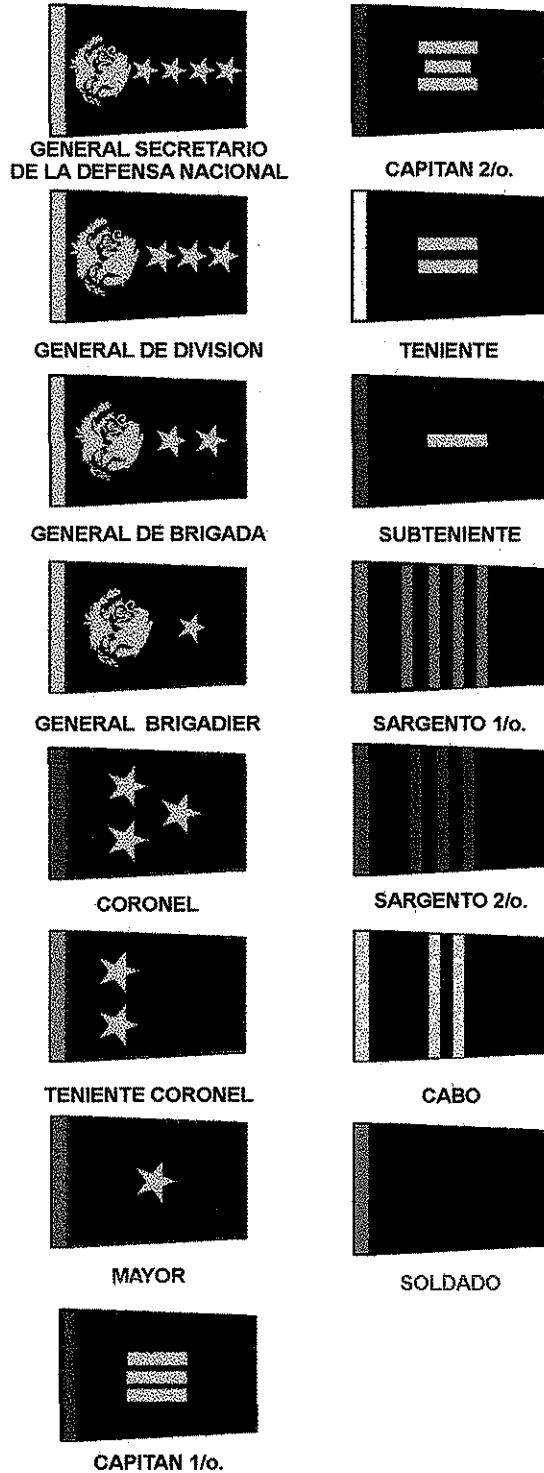 GENERAL SECRETARIO
DE LA DEFENSA NACIONAL
GENERAL DE DIVISION
GENERAL DE BRIGADA
GENERAL BRIGADIER
CORONEL
TENIENTE CORONEL
MAYOR
CAPITAN 1/o.
CAPITAN 2/o.
TENIENTE
SUBTENIENTE
SARGENTO 1/o.
SARGENTO 2/o.
CABO
SOLDADO